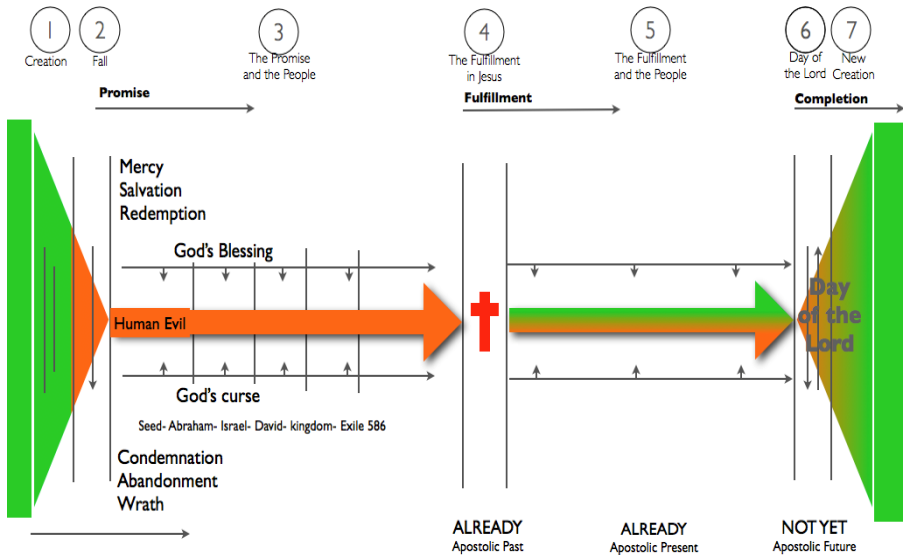 1
2
3
4
5
6
7
Creation
Fall
The Promise
and the People
The Fulfillment
in Jesus
The Fulfillment
and the People
Day of
the Lord
New
Creation
Promise
Fulfillment
Completion
Mercy
Salvation
Redemption
God's Blessing
Human Evil
Day
of the
Lord
God's curse
Seed- Abraham- Israel- David- kingdom- Exile 586
Condemnation
Abandonment
Wrath
ALREADY
Apostolic Past
ALREADY
Apostolic Present
NOT YET
Apostolic Future